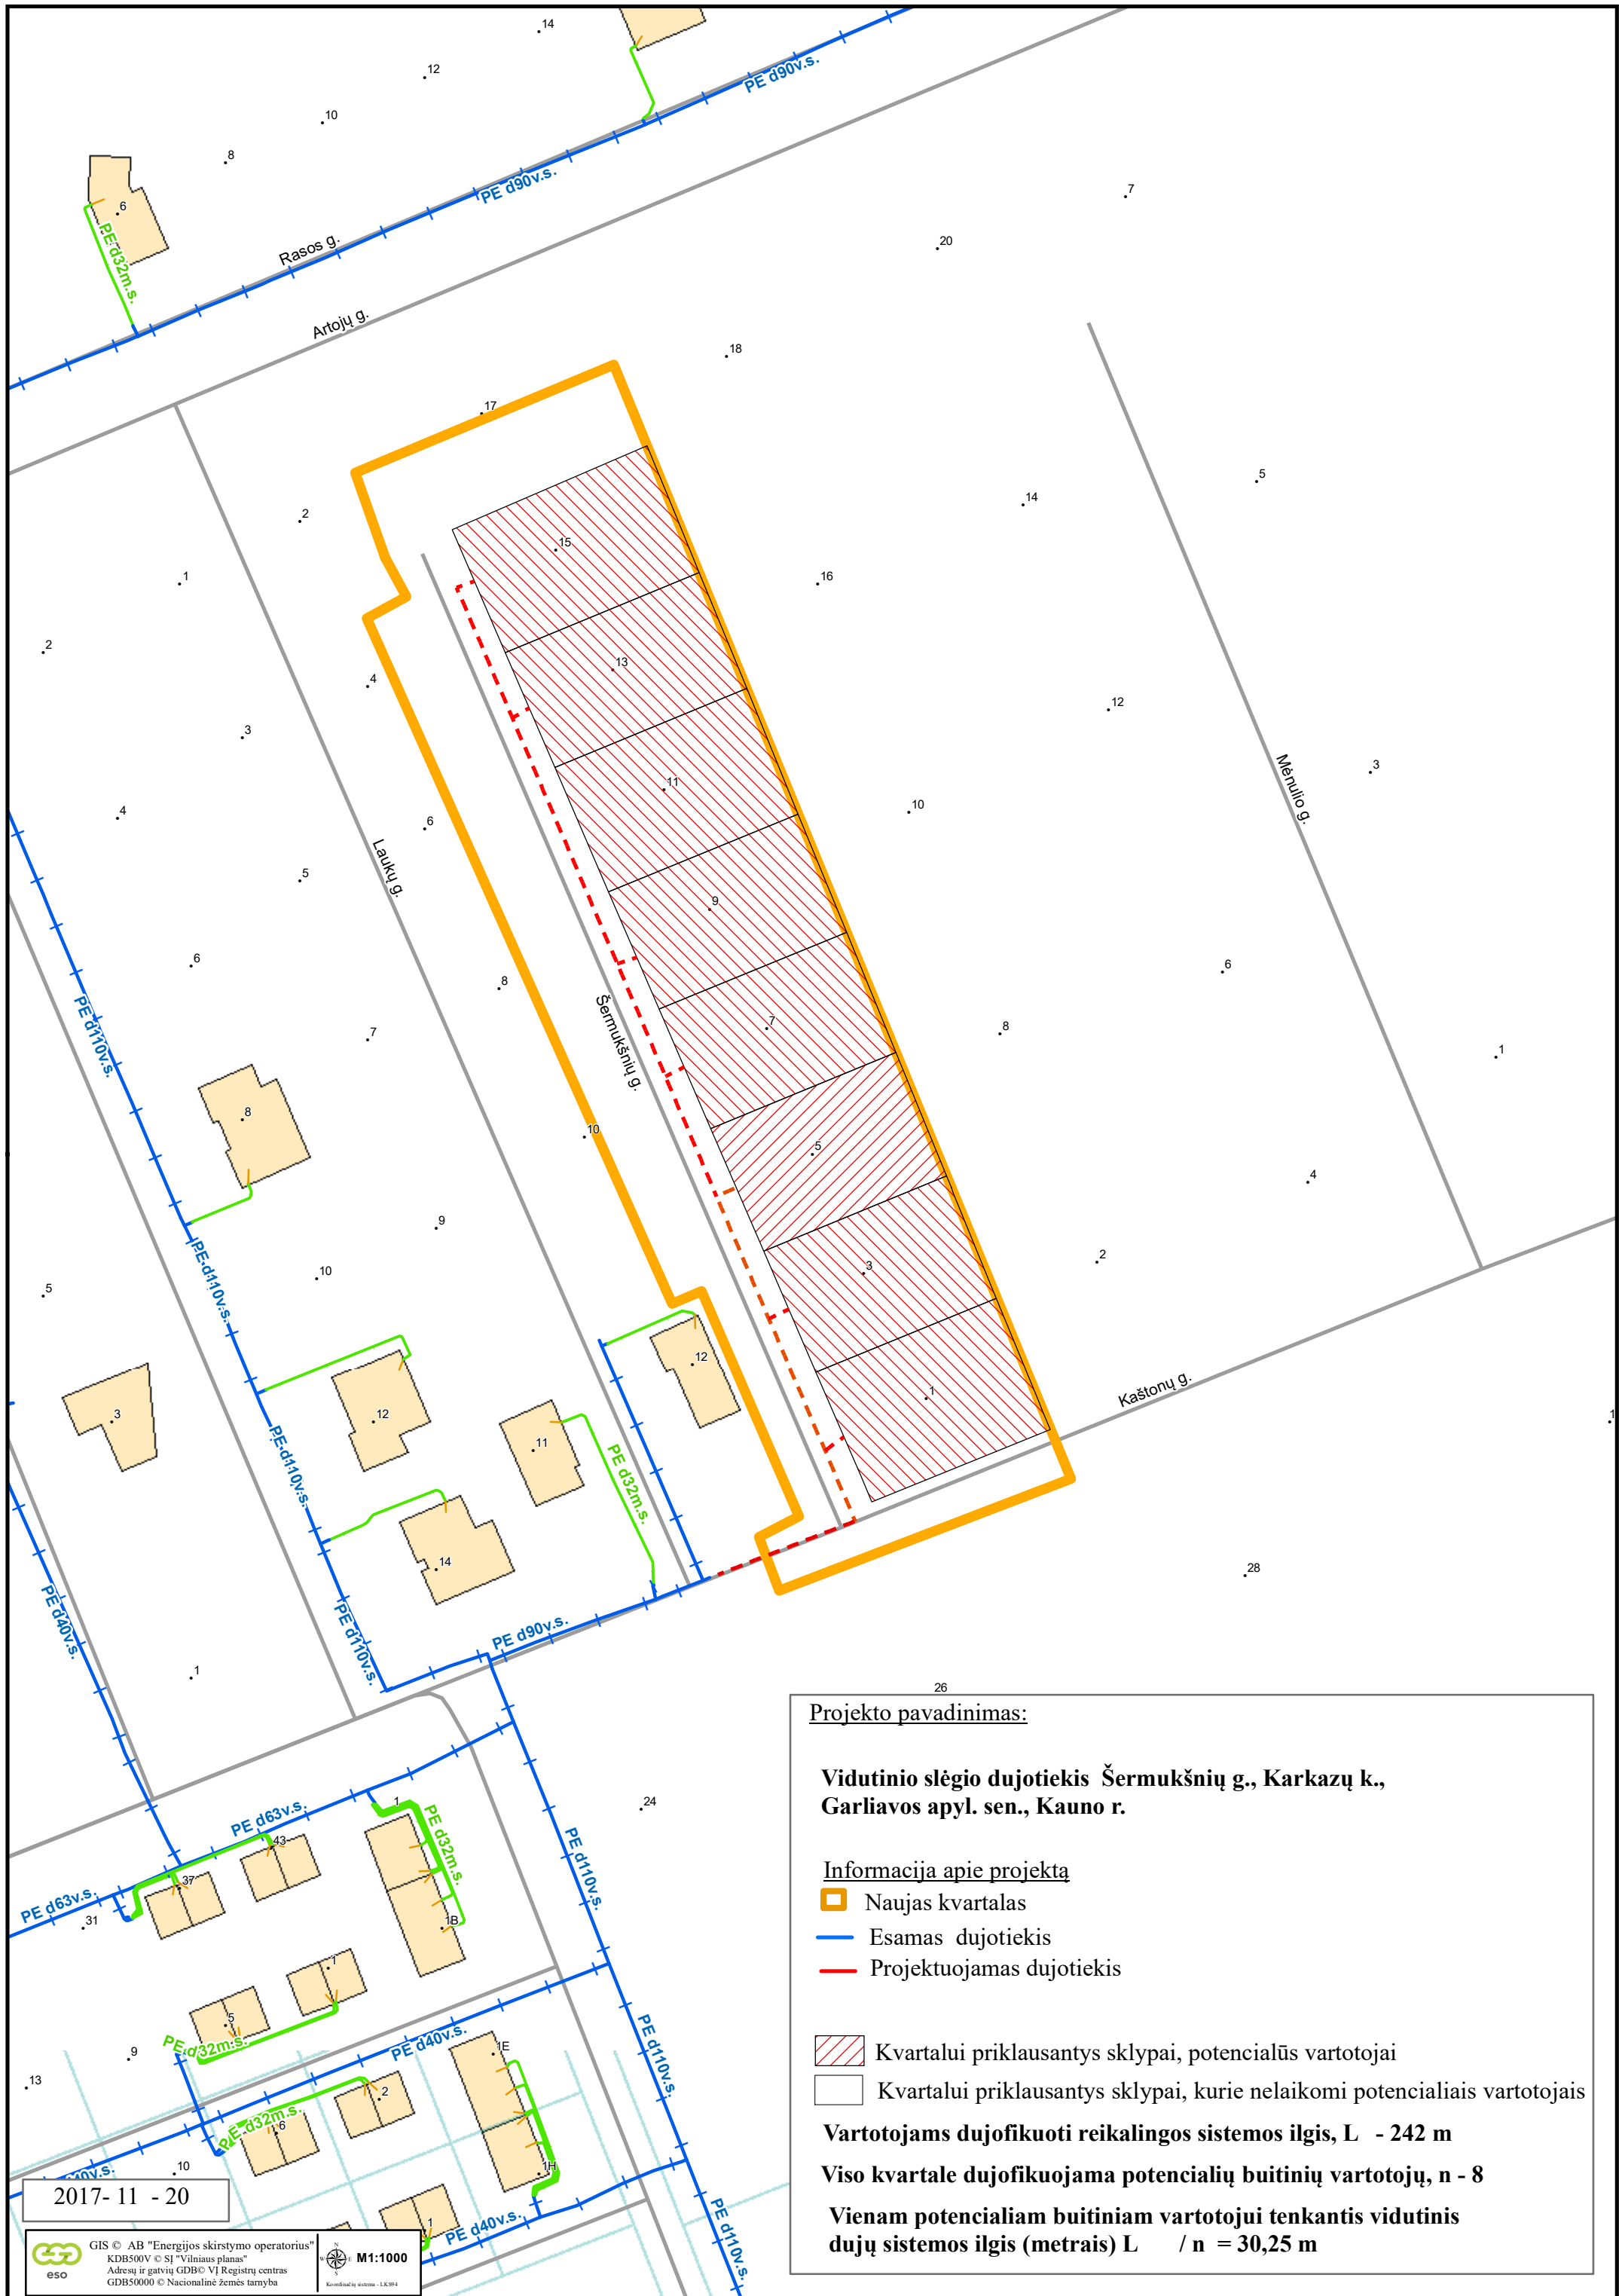 14
12
10
8
6
PE d90v.s.
PE d90v.s.
PE d32m.s.
Rasos g.
Artojų g.
7
20
18
17
2
1
2
15
14
5
16
13
4
3
12
3
Mėnulio g.
11
10
4
6
Laukų g.
5
9
6
8
6
7
7
8
Šermukšnių g.
PE d110v.s.
1
8
10
5
4
9
2
10
3
5
PE d110v.s.
12
1
Kaštonų g.
3
12
11
1
PE d110v.s.
PE d32m.s.
14
28
PE d40v.s.
PE d110v.s.
PE d90v.s.
1
26
24
1
PE d63v.s.
43
PE d32m.s.
37
PE d63v.s.
31
1B
PE d110v.s.
1
5
PE d32m.s.
9
13
PE d40v.s.
1E
PE d110v.s.
2
PE d32m.s.
6
10
40v.s.
1H
1
PE d40v.s.
PE d110v.s.
Projekto pavadinimas:
Vidutinio slėgio dujotiekis Šermukšnių g., Karkazų k.,
Garliavos apyl. sen., Kauno r.
Informacija apie projektą
Naujas kvartalas
Esamas dujotiekis
Projektuojamas dujotiekis
Kvartalui priklausantys sklypai, potencialūs vartotojai
Kvartalui priklausantys sklypai, kurie nelaikomi potencialiais vartotojais
Vartotojams dujofikuoti reikalingos sistemos ilgis, L - 242 m
Viso kvartale dujofikuojama potencialių buitinių vartotojų, n - 8
Vienam potencialiam buitiniam vartotojui tenkantis vidutinis
dujų sistemos ilgis (metrais) L / n = 30,25 m
2017- 11 - 20
eso
GIS © AB "Energijos skirstymo operatorius"
KDB500V © SĮ "Vilniaus planas"
Adresų ir gatvių GDB© VĮ Registrų centras
GDB50000 © Nacionalinė žemės tarnyba
M1:1000
Koordinačių sistema - LKS94